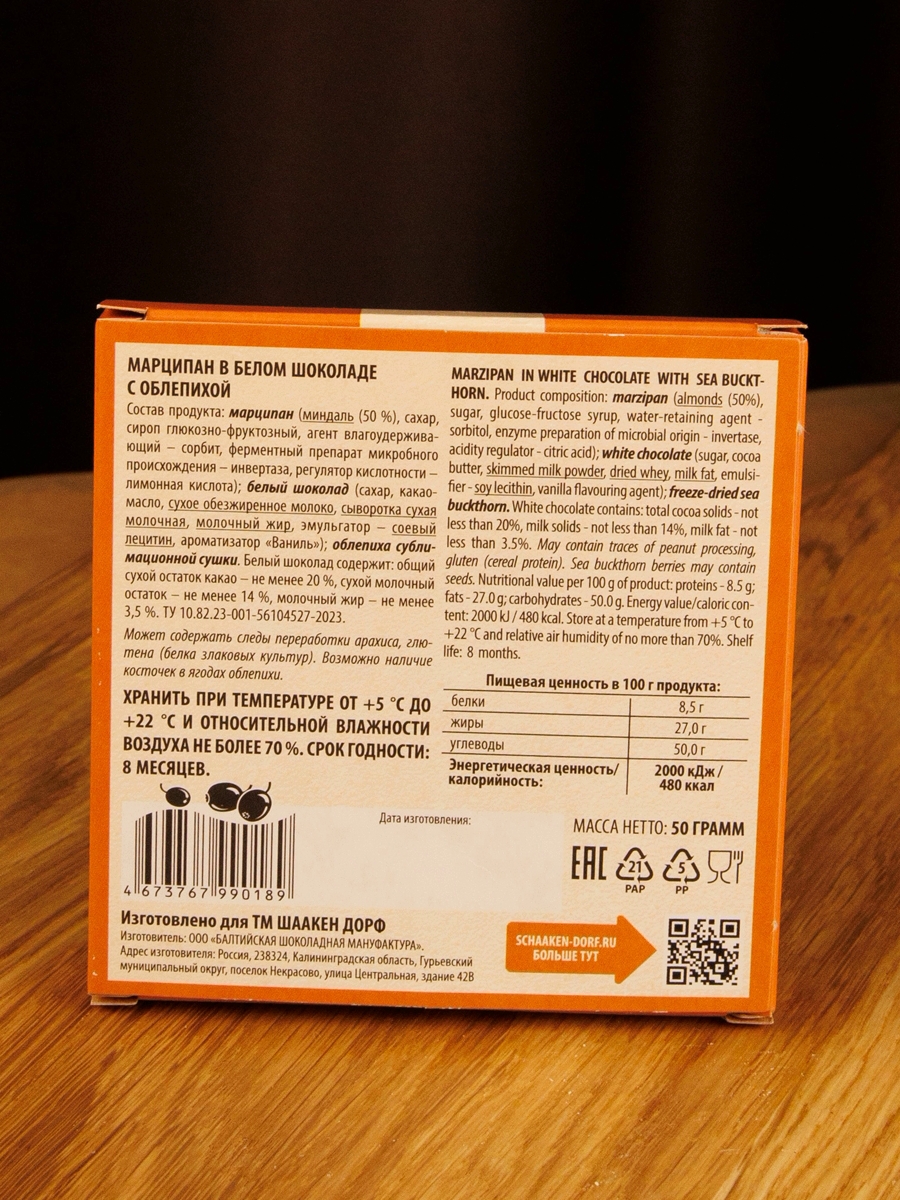 МАРЦИПАН В БЕЛОМ ШОКОЛАДЕ
С ОБЛЕПИХОЙ
Состав продукта: марципан (миндаль (50 %), сахар,
сироп глюкозно-фруктозный, агент влагоудержива-
ющий – сорбит, ферментный препарат микробного
происхождения – инвертаза, регулятор кислотности –
лимонная кислота); белый шоколад (сахар, какао-
масло, сухое обезжиренное молоко, сыворотка сухая
молочная, молочный жир, эмульгатор – соевый
лецитин, ароматизатор «Ваниль»); облепиха субли-
мационной сушки. Белый шоколад содержит: общий
сухой остаток какао – не менее 20 %, сухой молочный
остаток – не менее 14 %, молочный жир – не менее
3,5 %. ТУ 10.82.23-001-56104527-2023.
Может содержать следы переработки арахиса, глю-
тена (белка злаковых культур). Возможно наличие
косточек в ягодах облепихи.
ХРАНИТЬ ПРИ ТЕМПЕРАТУРЕ ОТ +5 °С ДО
+22 °С И ОТНОСИТЕЛЬНОЙ ВЛАЖНОСТИ
ВОЗДУХА НЕ БОЛЕЕ 70 %. СРОК ГОДНОСТИ:
8 МЕСЯЦЕВ.
MARZIPAN IN WHITE CHOCOLATE WITH SEA BUCKT-
HORN. Product composition: marzipan (almonds (50%),
sugar, glucose-fructose syrup, water-retaining agent -
sorbitol, enzyme preparation of microbial origin - invertase,
acidity regulator - citric acid); white chocolate (sugar, cocoa
butter, skimmed milk powder, dried whey, milk fat, emulsi-
fier - soy lecithin, vanilla flavouring agent); freeze-dried sea
buckthorn. White chocolate contains: total cocoa solids - not
less than 20%, milk solids - not less than 14%, milk fat - not
less than 3.5%. May contain traces of peanut processing,
gluten (cereal protein). Sea buckthorn berries may contain
seeds. Nutritional value per 100 g of product: proteins - 8.5 g;
fats - 27.0 g; carbohydrates - 50.0 g. Energy value/caloric con-
tent: 2000 kJ / 480 kcal. Store at a temperature from +5 °C to
+22 °C and relative air humidity of no more than 70%. Shelf
life: 8 months.
Пищевая ценность в 100 г продукта:
белки 8,5 г
жиры 27,0 г
углеводы 50,0 г
Энергетическая ценность/ 2000 кДж /
калорийность: 480 ккал
Дата изготовления:
МАССА НЕТТО: 50 ГРАММ
EAC 21 5
PAP PP
4 673767 990189
Изготовлено для ТМ ШААКЕН ДОРФ
Изготовитель: ООО «БАЛТИЙСКАЯ ШОКОЛАДНАЯ МАНУФАКТУРА».
Адрес изготовителя: Россия, 238324, Калининградская область, Гурьевский
муниципальный округ, поселок Некрасово, улица Центральная, здание 42В
SCHAAKEN-DORF.RU
БОЛЬШЕ ТУТ